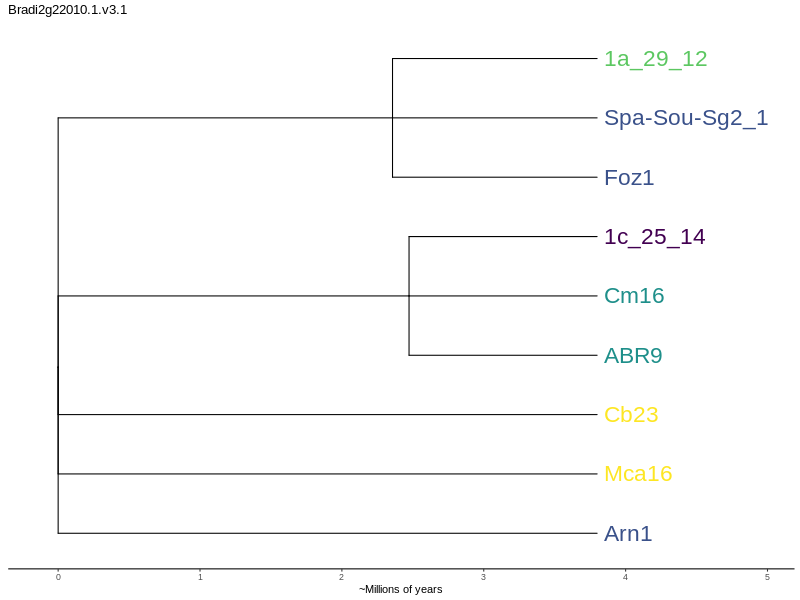 Bradi2g22010.1.v3.1
1a_29_12
Spa-Sou-Sg2_1
Foz1
1c_25_14
Cm16
ABR9
Cb23
Mca16
Arn1
0 1 2 3 4 5
~Millions of years